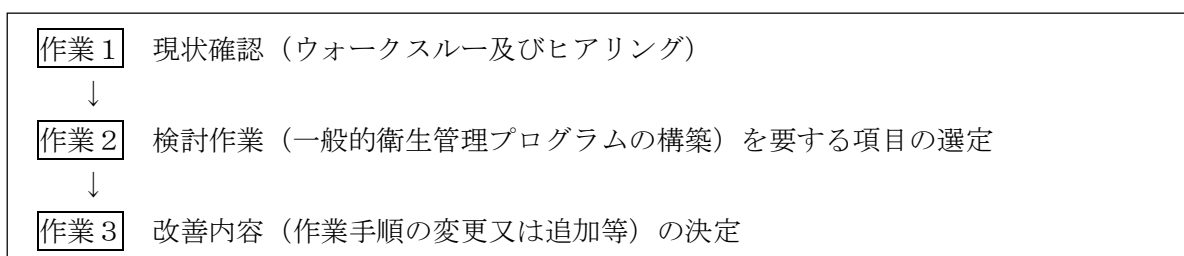 作業1 現状確認(ウォークスルー及びヒアリング)
↓
作業2 検討作業(一般的衛生管理プログラムの構築)を要する項目の選定
↓
作業3 改善内容(作業手順の変更又は追加等)の決定